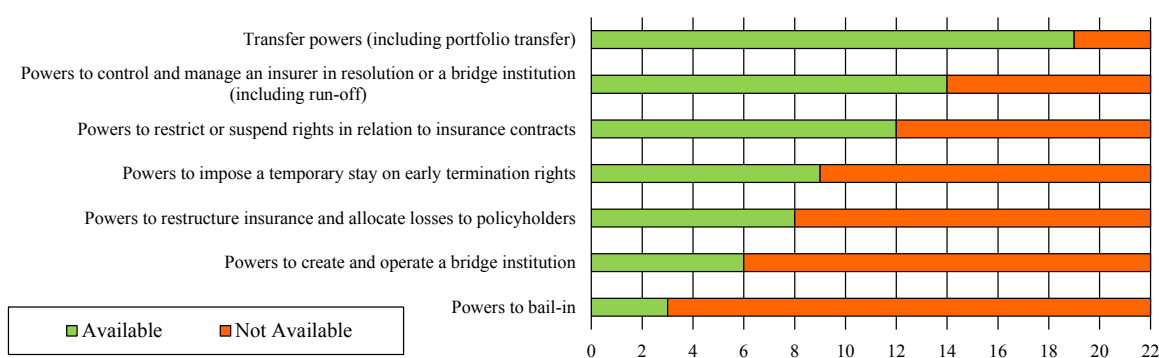 Transfer powers (including portfolio transfer)
Powers to control and manage an insurer in resolution or a bridge institution
(including run-off)
Powers to restrict or suspend rights in relation to insurance contracts
Powers to impose a temporary stay on early termination rights
Powers to restructure insurance and allocate losses to policyholders
Powers to create and operate a bridge institution
Powers to bail-in
Available Not Available
0 2 4 6 8 10 12 14 16 18 20 22